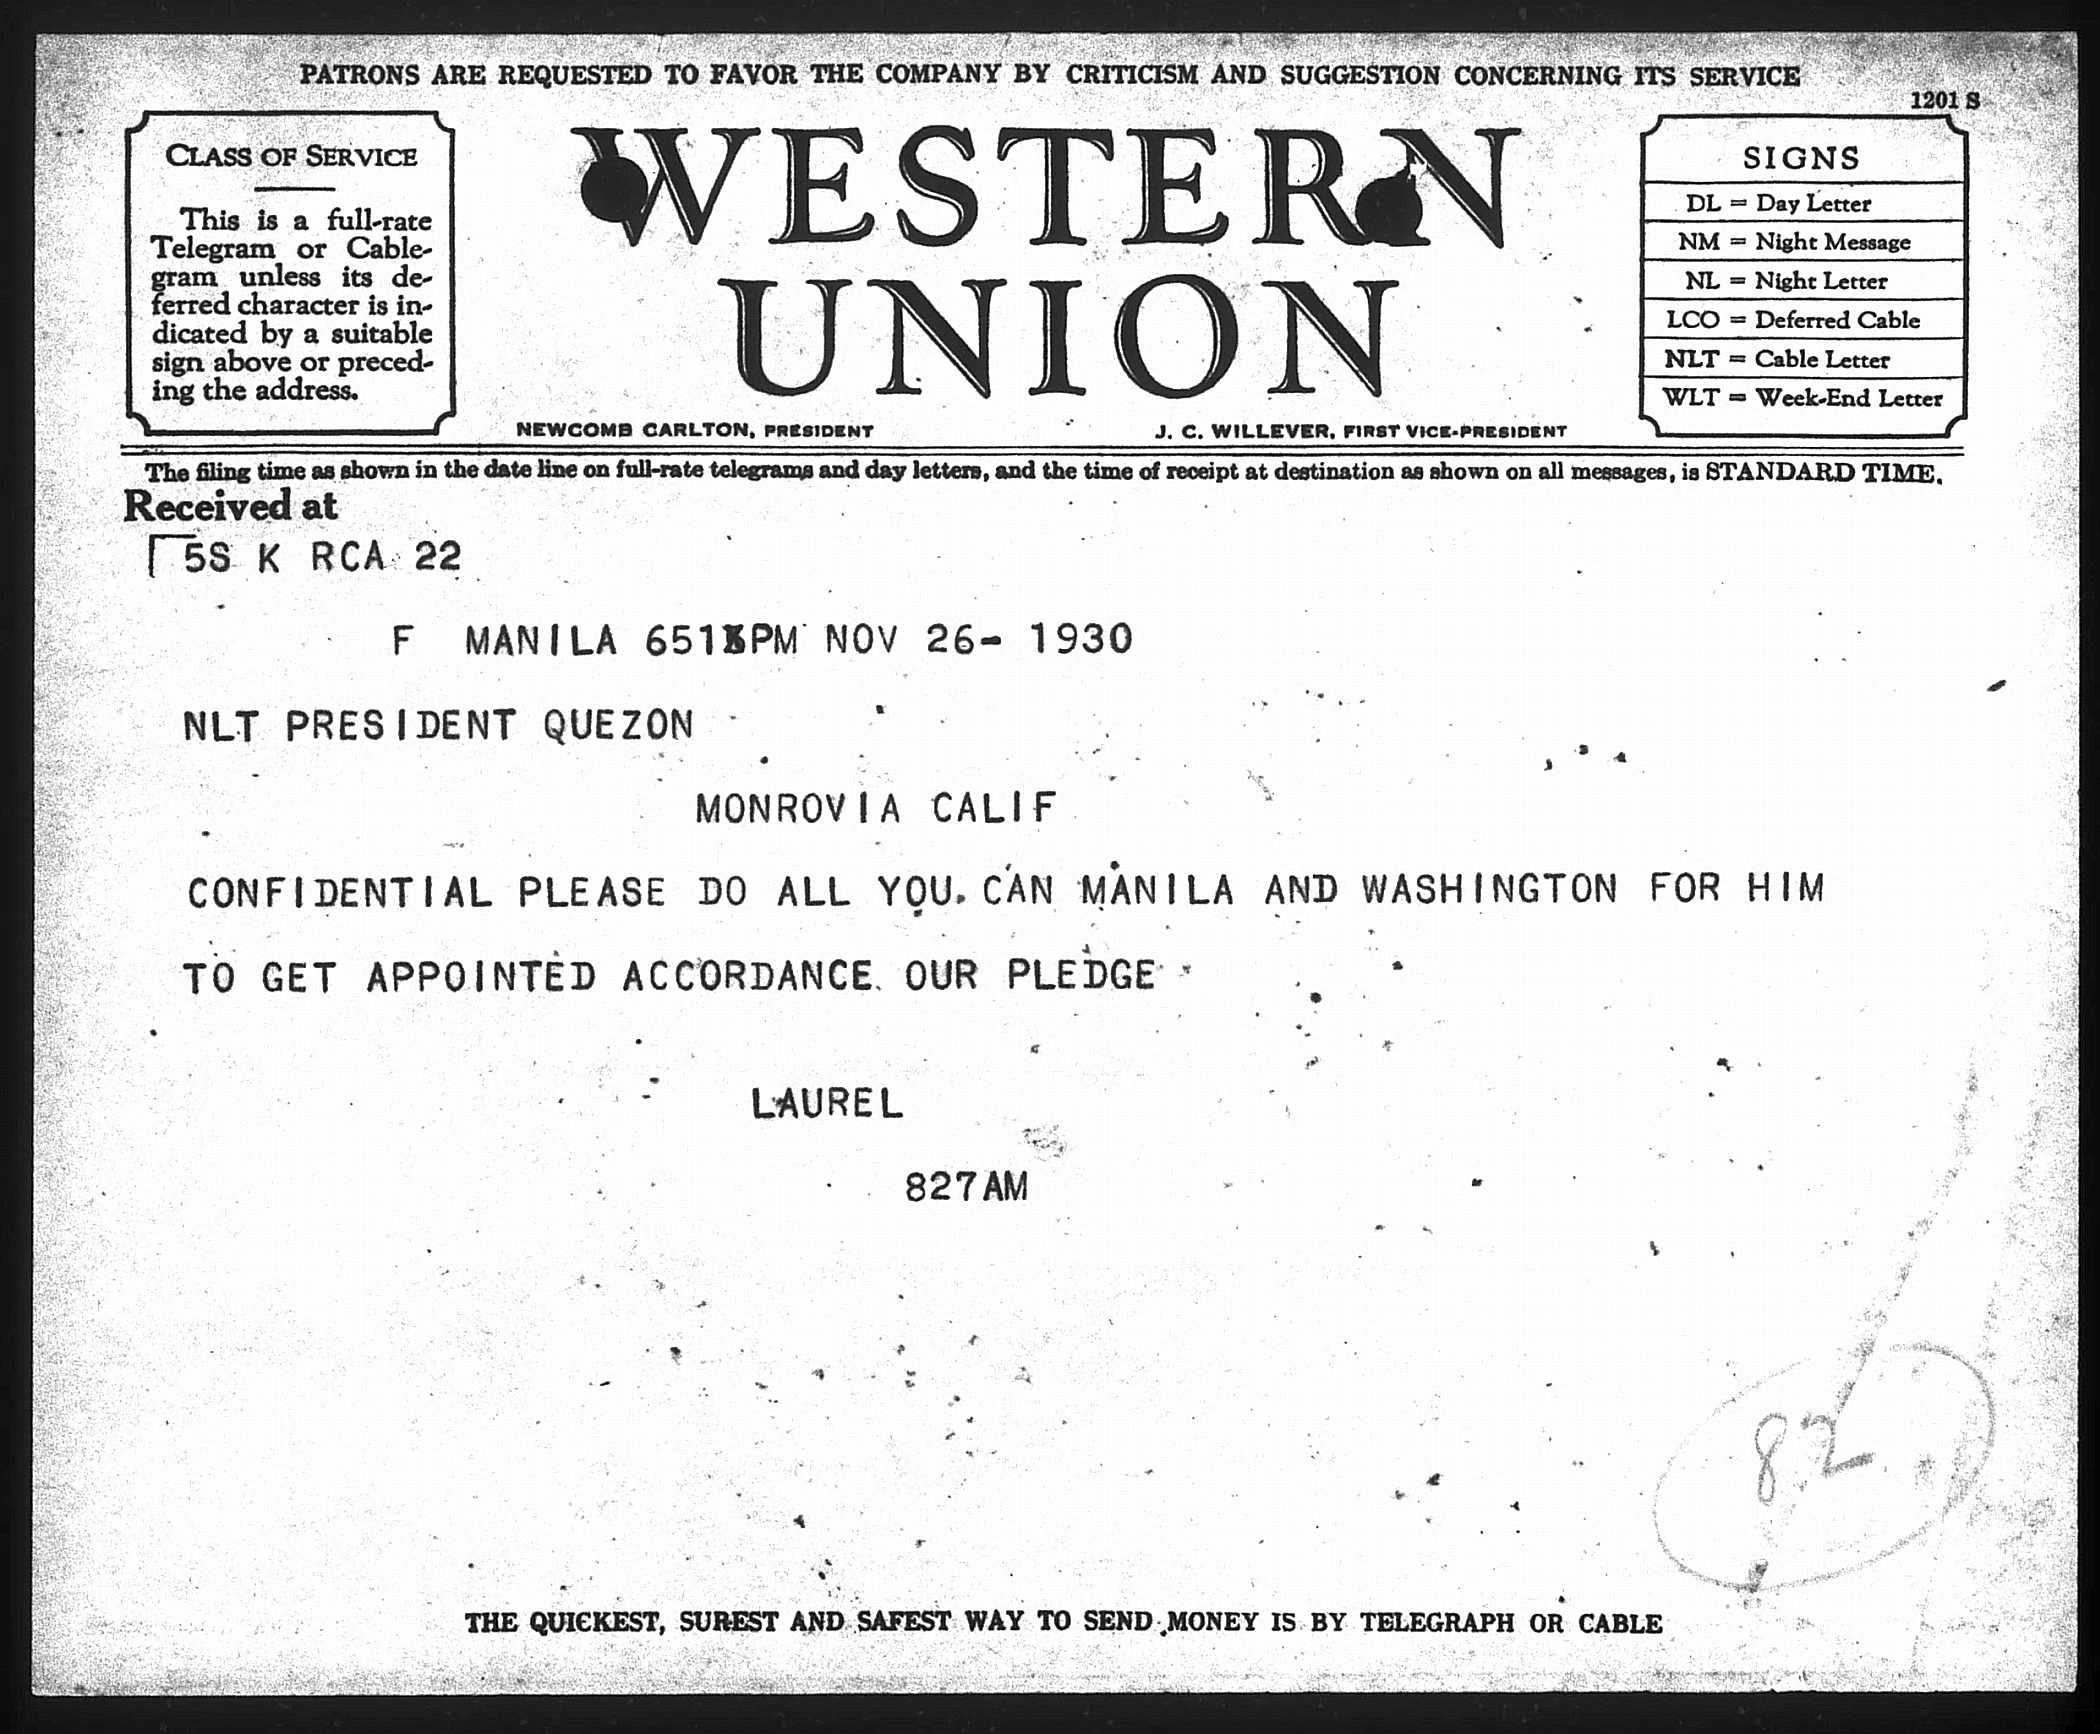 PATRONS ARE REQUESTED TO FAVOR THE COMPANY BY CRITICISM AND SUGGESTION CONCERNING ITS SERVICE
1201 S
CLASS OF SERVICE
This is a full-rate
Telegram or Cable-
gram unless its de-
ferred character is in-
dicated by a suitable
sign above or preced-
ing the address.
WESTERN
UNION
NEWCOMB CARLTON, PRESIDENT
J. C. WILLEVER, FIRST VICE-PRESIDENT
SIGNS
DL = Day Letter
NM = Night Message
NL = Night Letter
LCO = Deferred Cable
NLT = Cable Letter
WLT = Week-End Letter
The filing time as shown in the date line on full-rate telegrams and day letters, and the time of receipt at destination as shown on all messages, is STANDARD TIME.
Received at
5S K RCA 22
F MANILA PM NOV 26- 1930
NLT PRESIDENT QUEZON
MONROVIA CALIF
CONFIDENTIAL PLEASE DO ALL YOU CAN MANILA AND WASHINGTON FOR HIM
TO GET APPOINTED ACCORDANCE OUR PLEDGE
LAUREL
827AM
82
THE QUICKEST, SUREST AND SAFEST WAY TO SEND MONEY IS BY TELEGRAPH OR CABLE